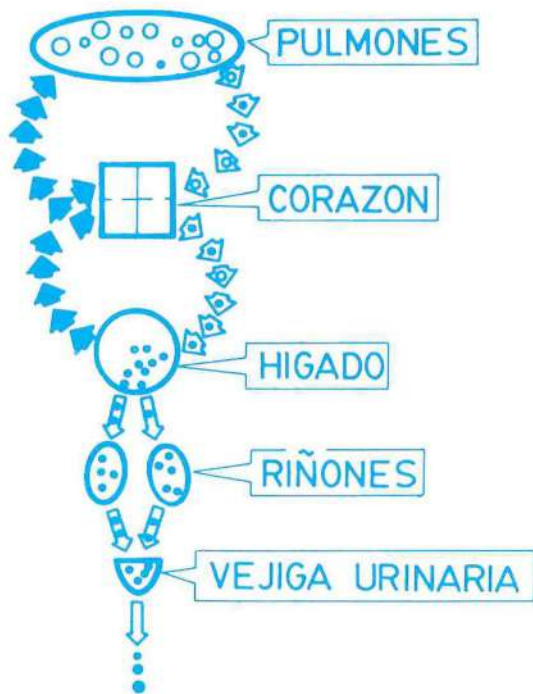 PULMONES
CORAZON
HIGADO
RIÑONES
VEJIGA URINARIA